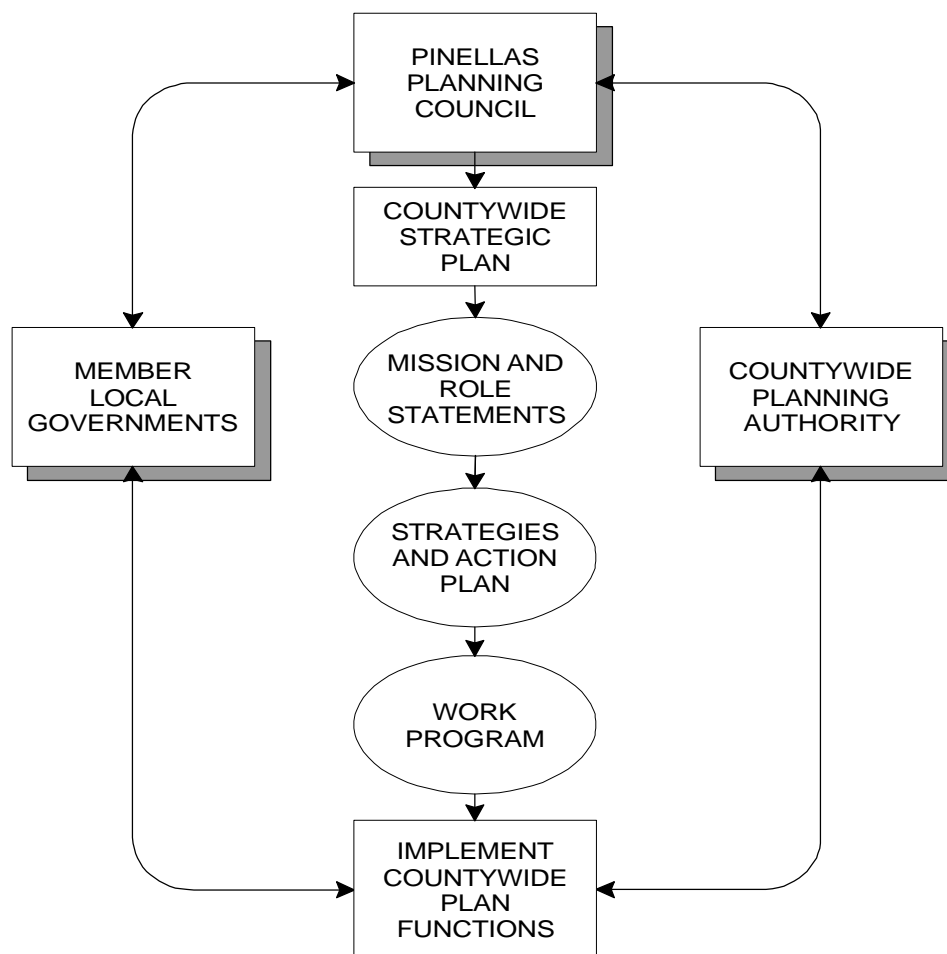 PINELLAS
PLANNING
COUNCIL
COUNTYWIDE
STRATEGIC
PLAN
MEMBER
LOCAL
GOVERNMENTS
MISSION AND
ROLE
STATEMENTS
COUNTYWIDE
PLANNING
AUTHORITY
STRATEGIES
AND ACTION
PLAN
WORK
PROGRAM
IMPLEMENT
COUNTYWIDE
PLAN
FUNCTIONS